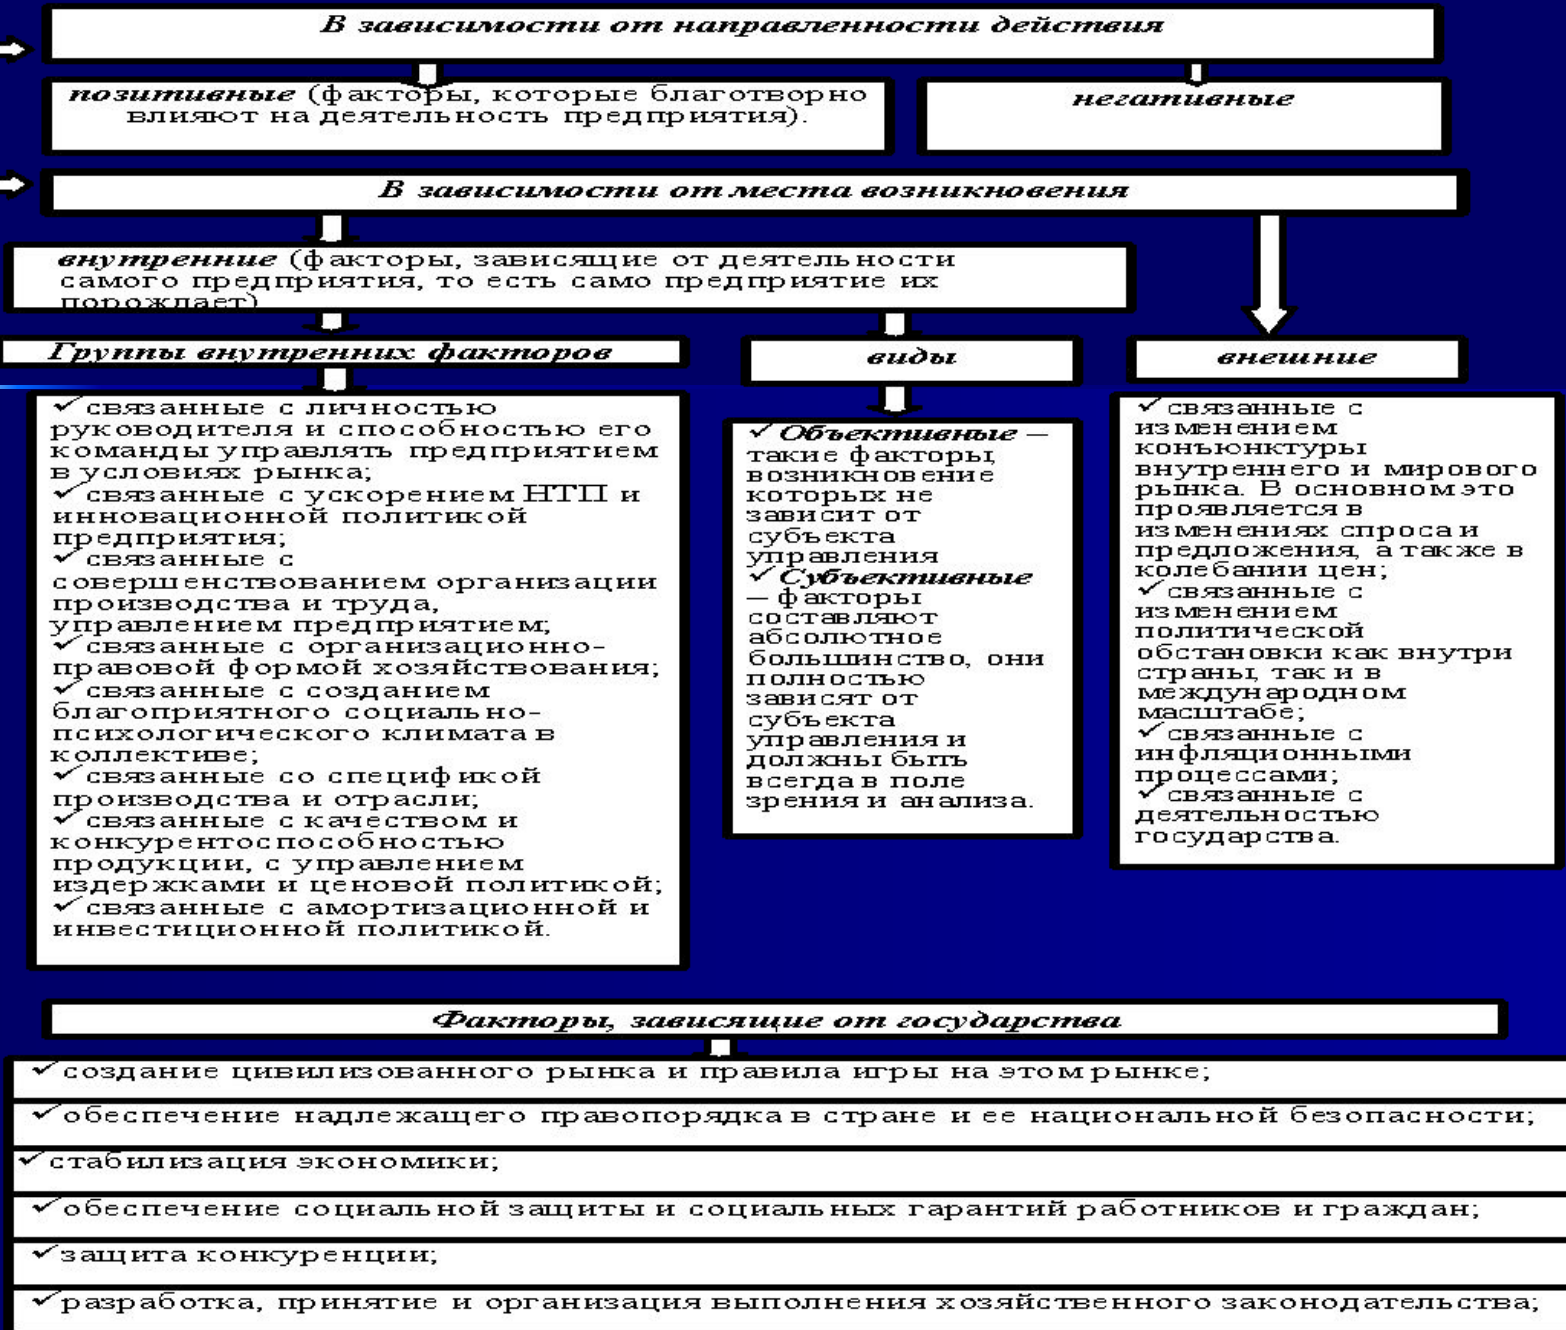 В зависимости от направленности действия
позитивные (факторы, которые благотворно
влияют на деятельность предприятия).
негативные
В зависимости от места возникновения
внутренние (факторы, зависящие от деятельности
самого предприятия, то есть само предприятие их
порождает)
Группы внутренних факторов
виды
внешние
✓связанные с личностью
руководителя и способностью его
команды управлять предприятием
в условиях рынка;
✓связанные с ускорением НТП и
инновационной политикой
предприятия;
✓связанные с
совершенствованием организации
производства и труда,
управлением предприятием;
✓связанные с организационно-
правовой формой хозяйствования;
✓связанные с созданием
благоприятного социально-
психологического климата в
коллективе;
✓связанные со спецификой
производства и отрасли;
✓связанные с качеством и
конкурентоспособностью
продукции, с управлением
издержками и ценовой политикой;
✓связанные с амортизационной и
инвестиционной политикой.
✓Объективные –
такие факторы,
возникновение
которых не
зависит от
субъекта
управления
✓Субъективные
– факторы
составляют
абсолютное
большинство, они
полностью
зависят от
субъекта
управления и
должны быть
всегда в поле
зрения и анализа.
✓связанные с
изменением
конъюнктуры
внутреннего и мирового
рынка. В основном это
проявляется в
изменениях спроса и
предложения, а также в
колебании цен;
✓связанные с
изменением
политической
обстановки как внутри
страны, так и в
международном
масштабе;
✓связанные с
инфляционными
процессами;
✓связанные с
деятельностью
государства.
Факторы, зависящие от государства
✓создание цивилизованного рынка и правила игры на этом рынке;
✓обеспечение надлежащего правопорядка в стране и ее национальной безопасности;
✓стабилизация экономики;
✓обеспечение социальной защиты и социальных гарантий работников и граждан;
✓защита конкуренции;
✓разработка, принятие и организация выполнения хозяйственного законодательства;